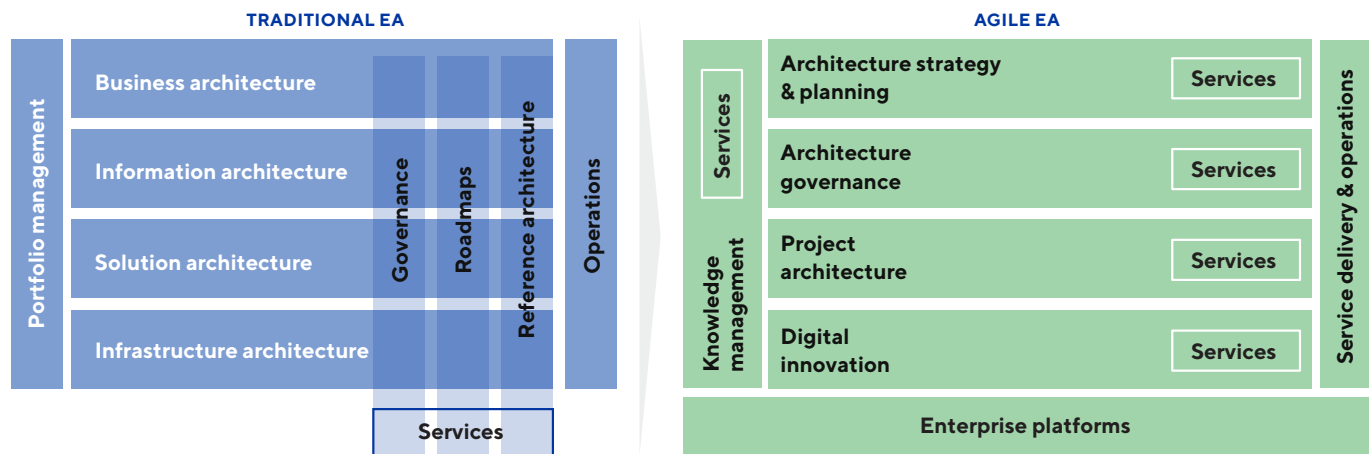 TRADITIONAL EA
Portfolio management
Business architecture
Information architecture
Solution architecture
Infrastructure architecture
Governance
Roadmaps
Reference architecture
Operations
Services
AGILE EA
Services
Knowledge
management
Architecture strategy
& planning
Services
Architecture
governance
Services
Project
architecture
Services
Digital
innovation
Services
Service delivery & operations
Enterprise platforms